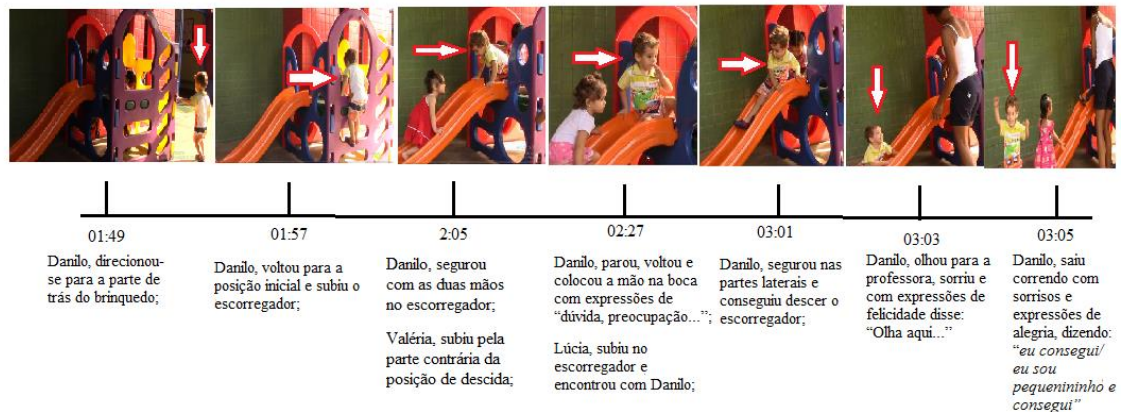 01:49
01:57
2:05
02:27
03:01
03:03
03:05
Danilo, direcionou-
se para a parte de
trás do brinquedo;
Danilo, voltou para a
posição inicial e subiu o
escorregador;
Danilo, segurou
com as duas mãos
no escorregador;
Valéria, subiu pela
parte contrária da
posição de descida;
Danilo, parou, voltou e
colocou a mão na boca
com expressões de
“dúvida, preocupação...”;
Lúcia, subiu no
escorregador e
encontrou com Danilo;
Danilo, segurou nas
partes laterais e
conseguiu descer o
escorregador;
Danilo, olhou para a
professora, sorriu e
com expressões de
felicidade disse:
“Olha aqui...”
Danilo, saiu
correndo com
sorrisos e
expressões de
alegria, dizendo:
“eu consegui/
eu sou
pequenininho e
consegui”